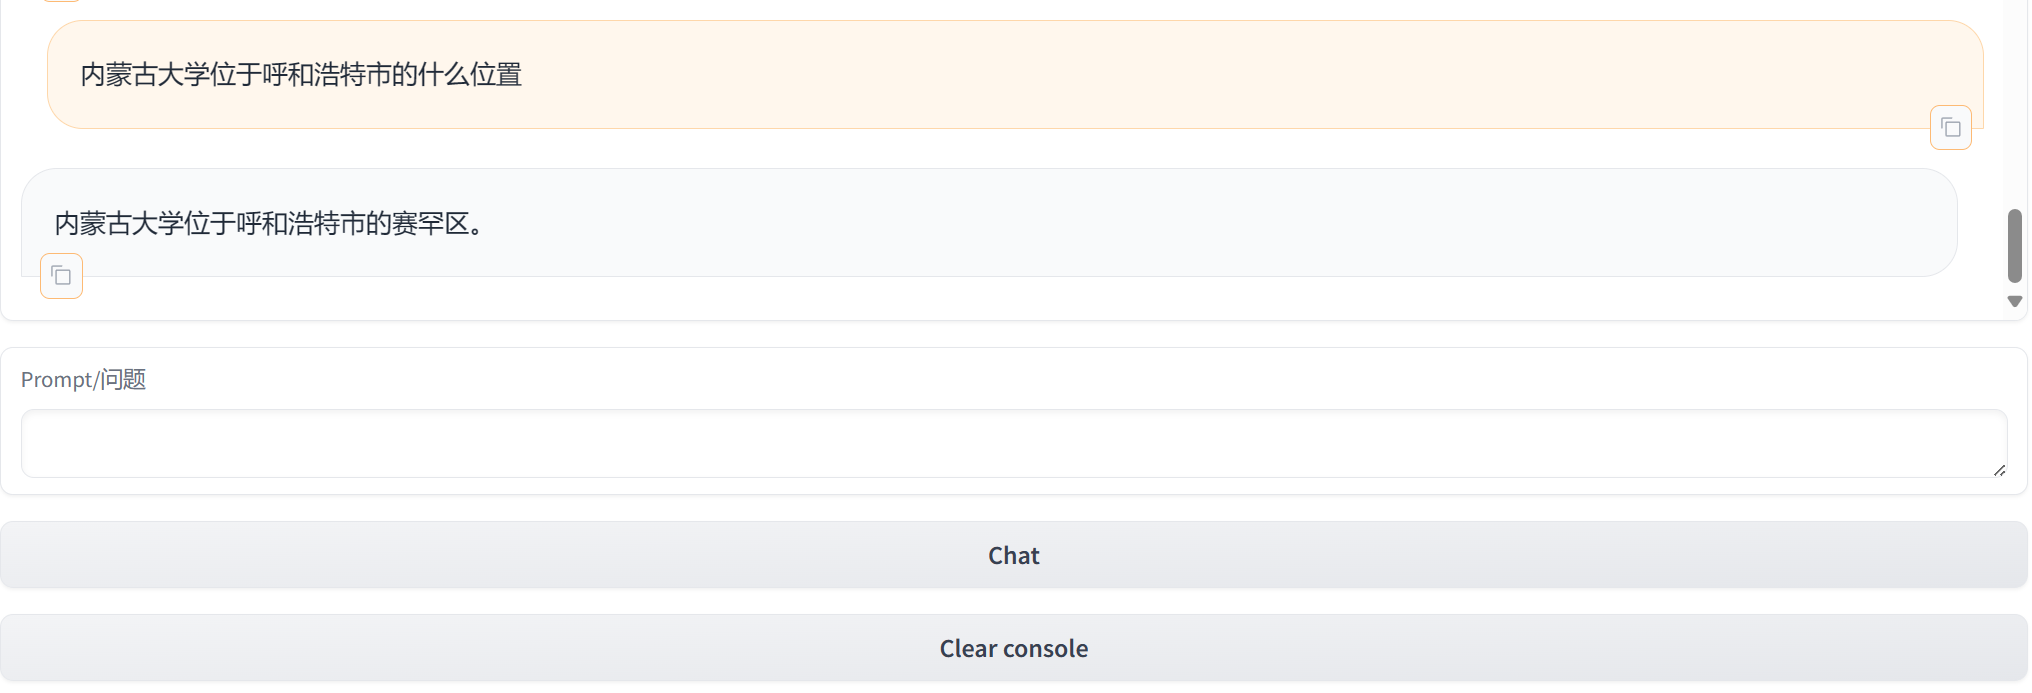 内蒙古大学位于呼和浩特市的什么位置
内蒙古大学位于呼和浩特市的赛罕区。
Prompt/问题
Chat
Clear console